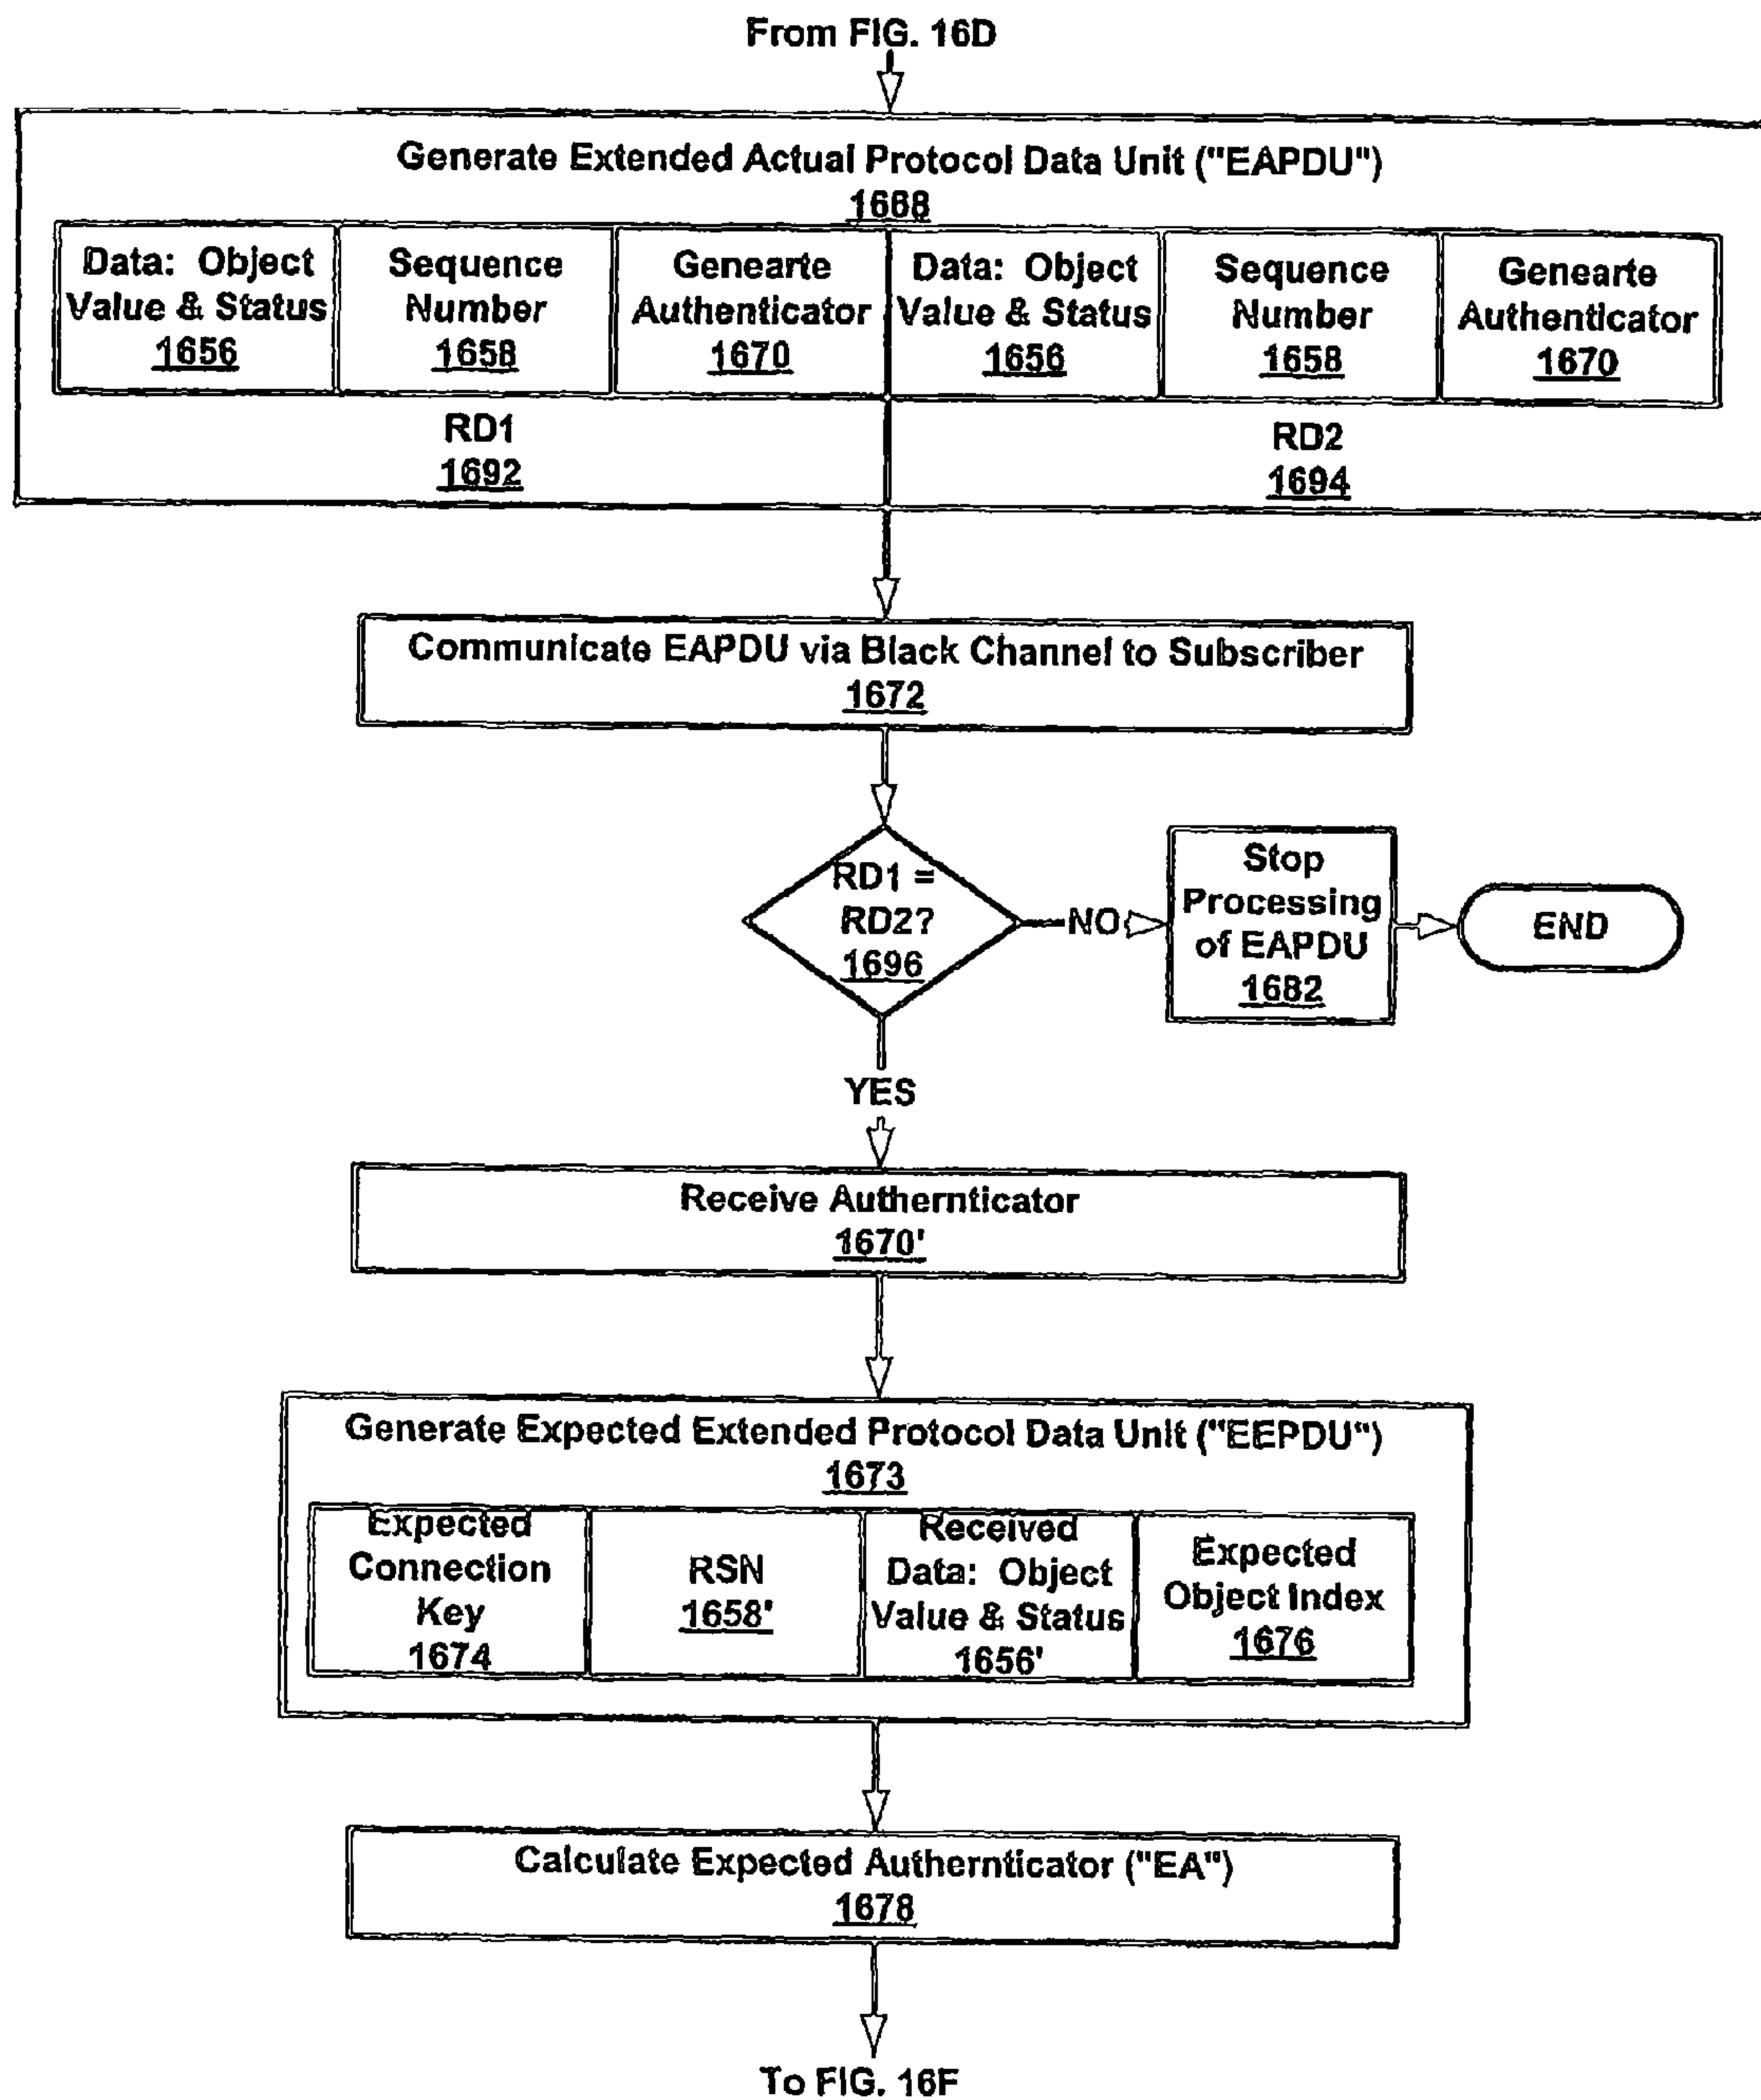 From FIG. 16D
Generate Extended Actual Protocol Data Unit ("EAPDU")
1668
Data: Object
Value & Status
1656
Sequence
Number
1658
Genearte
Authenticator
1670
Data: Object
Value & Status
1656
Sequence
Number
1658
Genearte
Authenticator
1670
RD1
1692
RD2
1694
Communicate EAPDU via Black Channel to Subscriber
1672
RD1 =
RD2?
1696
NO
Stop
Processing
of EAPDU
1682
END
YES
Receive Authernticator
1670'
Generate Expected Extended Protocol Data Unit ("EEPDU")
1673
Expected
Connection
Key
1674
RSN
1658'
Received
Data: Object
Value & Status
1656'
Expected
Object Index
1676
Calculate Expected Authernticator ("EA")
1678
To FIG. 16F